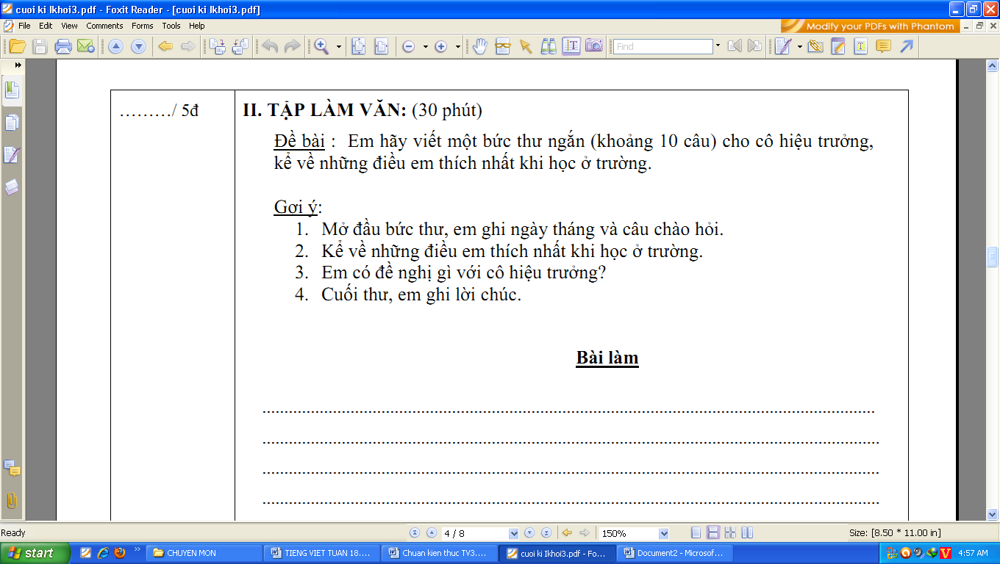 cuoi ki Ikhoi3.pdf - Foxit Reader - [cuoi ki Ikhoi3.pdf]
File Edit View Comments Forms Tools Help
Modify your PDFs with Phantom
Find
………/ 5đ
II. TẬP LÀM VĂN: (30 phút)
Đề bài : Em hãy viết một bức thư ngắn (khoảng 10 câu) cho cô hiệu trưởng,
kể về những điều em thích nhất khi học ở trường.
Gợi ý:
1. Mở đầu bức thư, em ghi ngày tháng và câu chào hỏi.
2. Kể về những điều em thích nhất khi học ở trường.
3. Em có đề nghị gì với cô hiệu trưởng?
4. Cuối thư, em ghi lời chúc.
Bài làm
................................................................................
................................................................................
................................................................................
................................................................................
Ready
4 / 8
150%
Size: [8.50 * 11.00 in]
start
CHUYEN MON
TIENG VIET TUAN 18....
Chuan kien thuc TV3....
cuoi ki Ikhoi3.pdf - Fo...
Document2 - Microsof...
4:57 AM